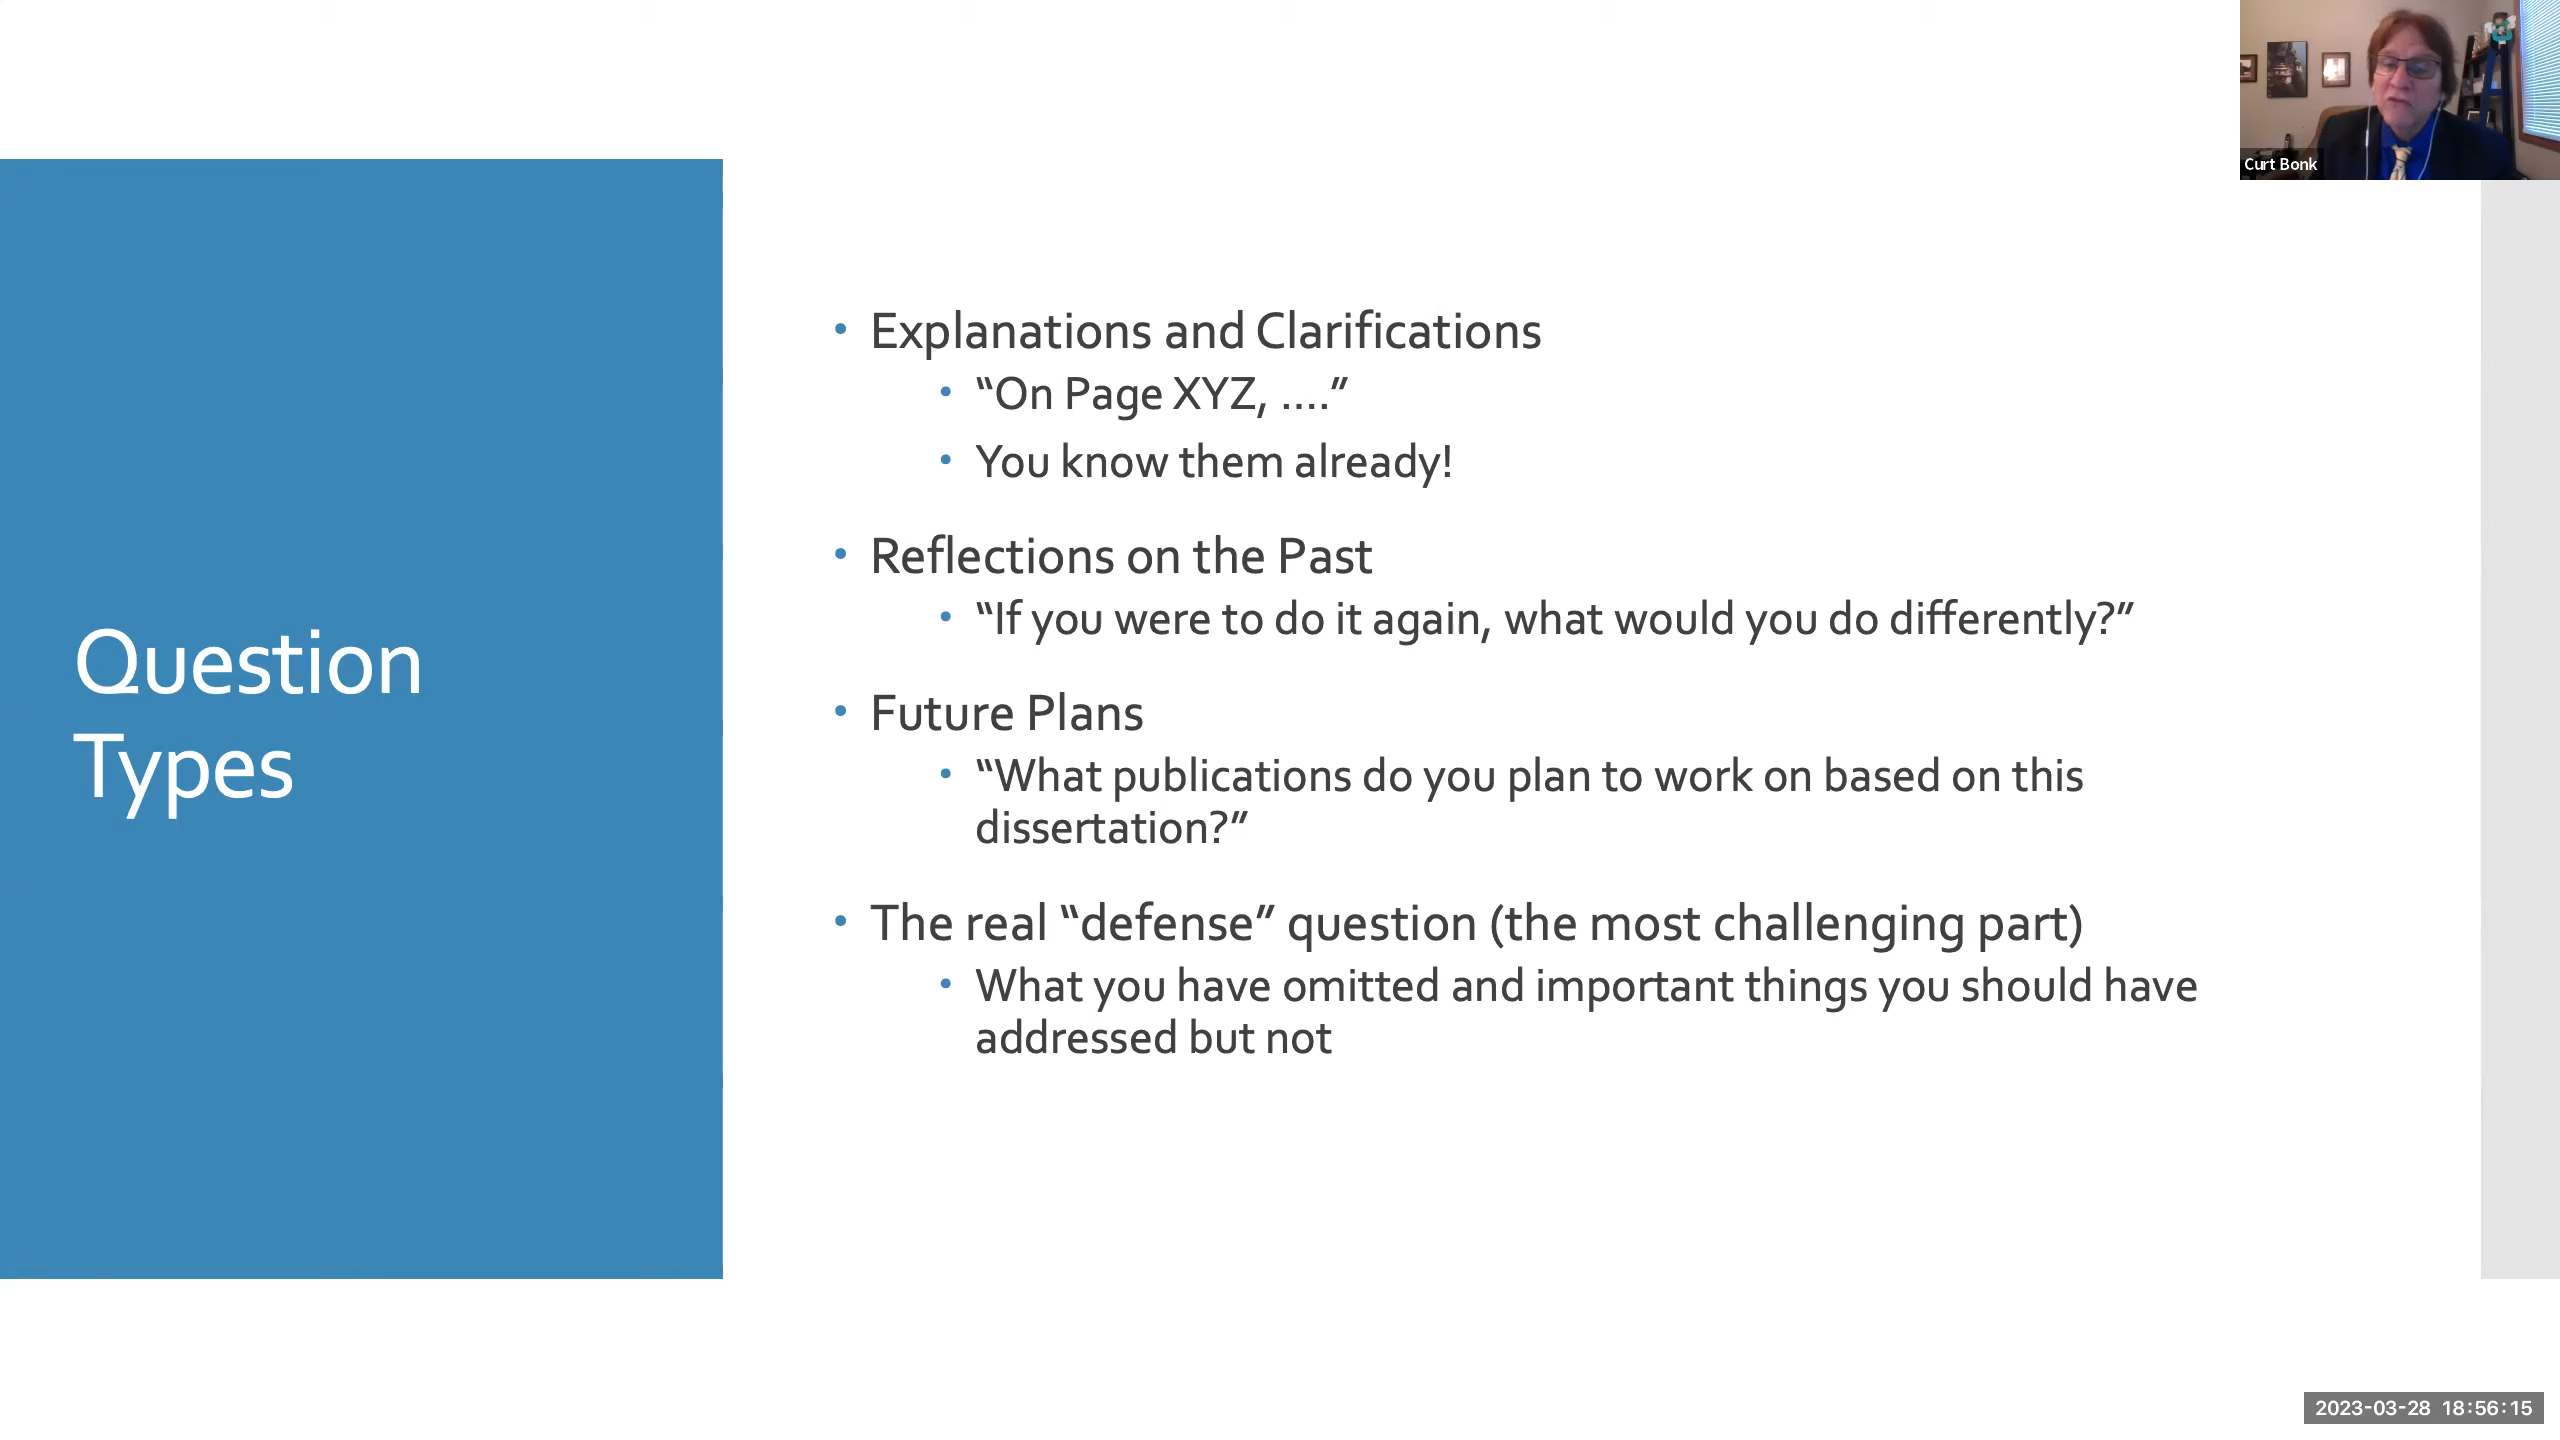 Curt Bonk
Question
Types
• Explanations and Clarifications
• “On Page XYZ, ....”
• You know them already!
• Reflections on the Past
• “If you were to do it again, what would you do differently?”
• Future Plans
• “What publications do you plan to work on based on this
dissertation?”
• The real “defense” question (the most challenging part)
• What you have omitted and important things you should have
addressed but not
2023-03-28 18:56:15